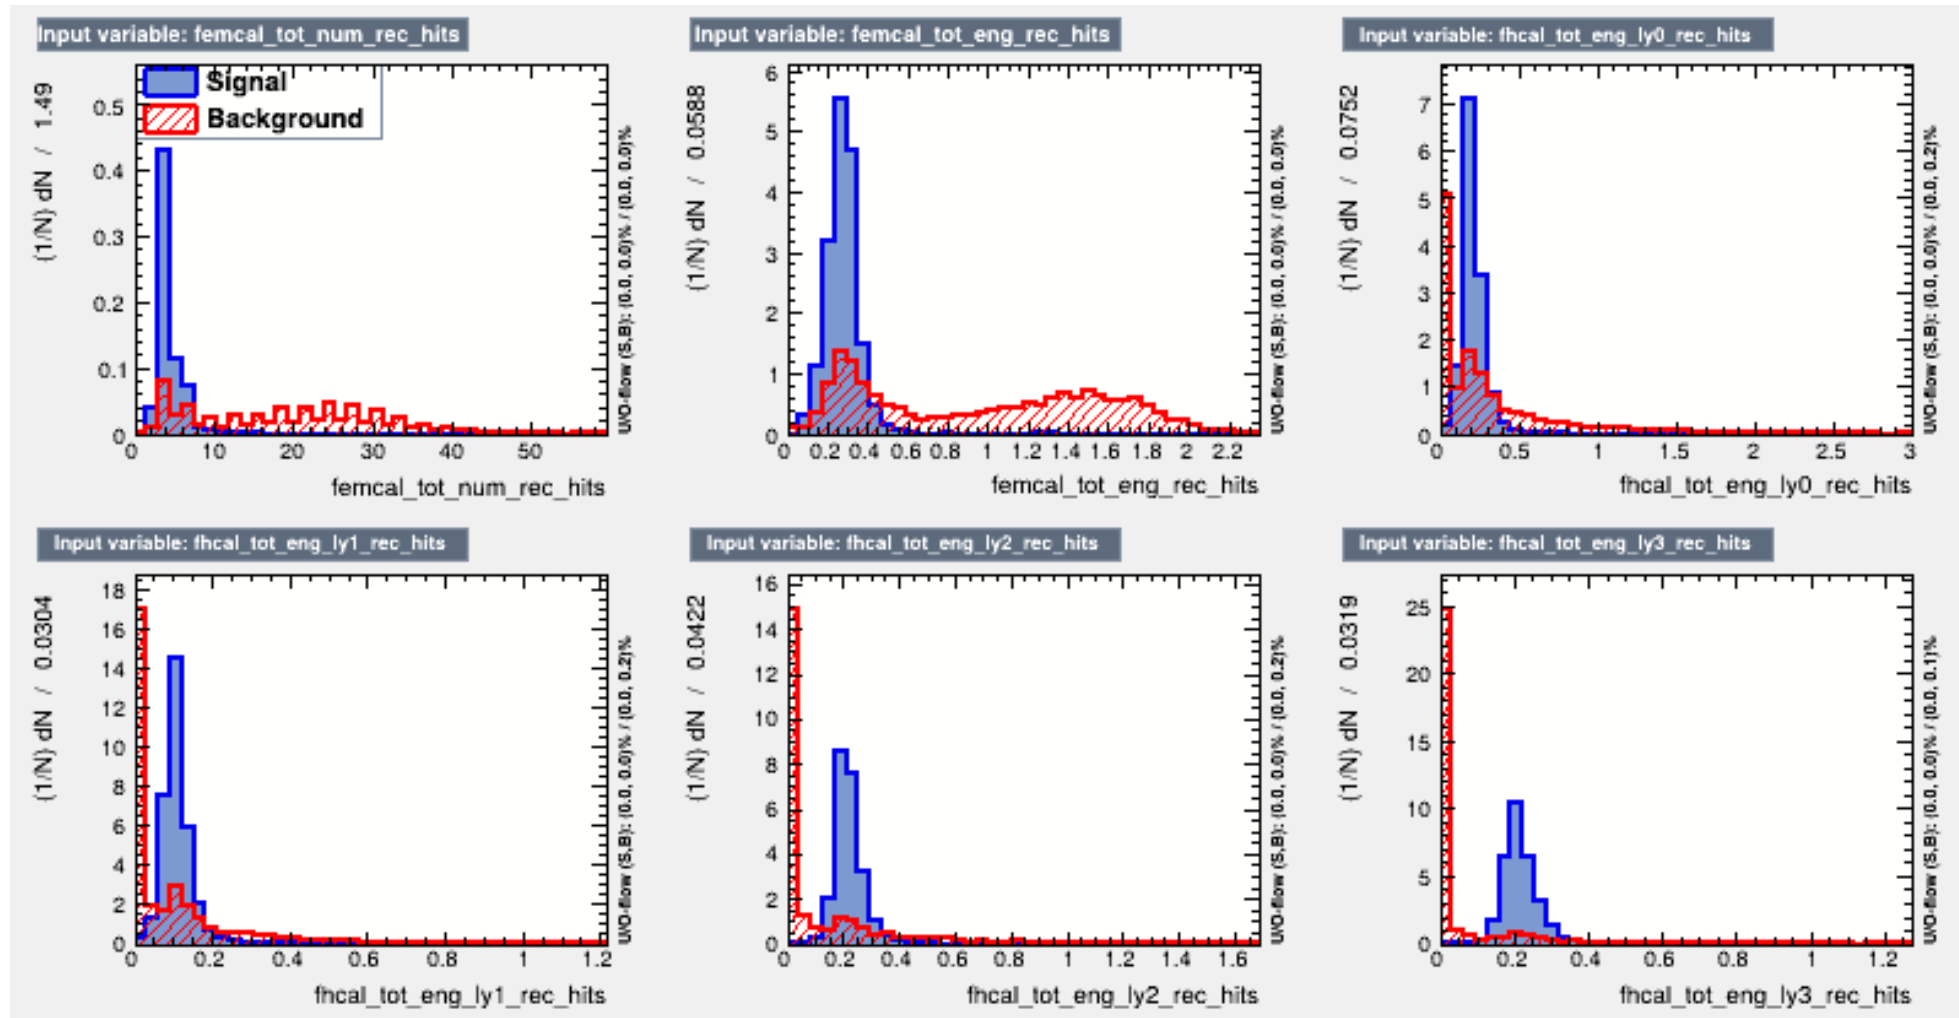 Input variable: femcal_tot_num_rec_hits
(1/N) dN / 1.49
0.5
0.4
0.3
0.2
0.1
0
Signal
Background
0 10 20 30 40 50
femcal_tot_num_rec_hits
U/O-flow (S,B): (0.0, 0.0)% / (0.0, 0.0)%
Input variable: femcal_tot_eng_rec_hits
(1/N) dN / 0.0588
6
5
4
3
2
1
0
0 0.2 0.4 0.6 0.8 1 1.2 1.4 1.6 1.8 2 2.2
femcal_tot_eng_rec_hits
U/O-flow (S,B): (0.0, 0.0)% / (0.0, 0.0)%
Input variable: fhcal_tot_eng_ly0_rec_hits
(1/N) dN / 0.0752
7
6
5
4
3
2
1
0
0 0.5 1 1.5 2 2.5 3
fhcal_tot_eng_ly0_rec_hits
U/O-flow (S,B): (0.0, 0.0)% / (0.0, 0.2)%
Input variable: fhcal_tot_eng_ly1_rec_hits
(1/N) dN / 0.0304
18
16
14
12
10
8
6
4
2
0
0 0.2 0.4 0.6 0.8 1 1.2
fhcal_tot_eng_ly1_rec_hits
U/O-flow (S,B): (0.0, 0.0)% / (0.0, 0.2)%
Input variable: fhcal_tot_eng_ly2_rec_hits
(1/N) dN / 0.0422
16
14
12
10
8
6
4
2
0
0 0.2 0.4 0.6 0.8 1 1.2 1.4 1.6
fhcal_tot_eng_ly2_rec_hits
U/O-flow (S,B): (0.0, 0.0)% / (0.0, 0.2)%
Input variable: fhcal_tot_eng_ly3_rec_hits
(1/N) dN / 0.0319
25
20
15
10
5
0
0 0.2 0.4 0.6 0.8 1 1.2
fhcal_tot_eng_ly3_rec_hits
U/O-flow (S,B): (0.0, 0.0)% / (0.0, 0.1)%